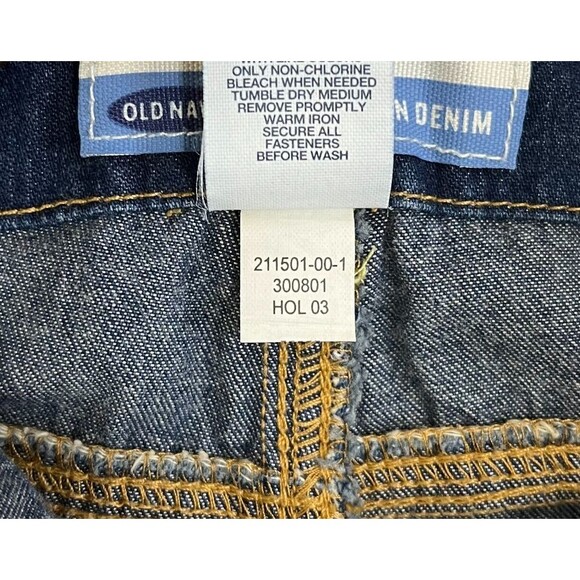 ONLY NON-CHLORINE
BLEACH WHEN NEEDED
TUMBLE DRY MEDIUM
REMOVE PROMPTLY
WARM IRON
SECURE ALL
FASTENERS
BEFORE WASH
OLD NA
N DENIM
211501-00-1
300801
HOL 03